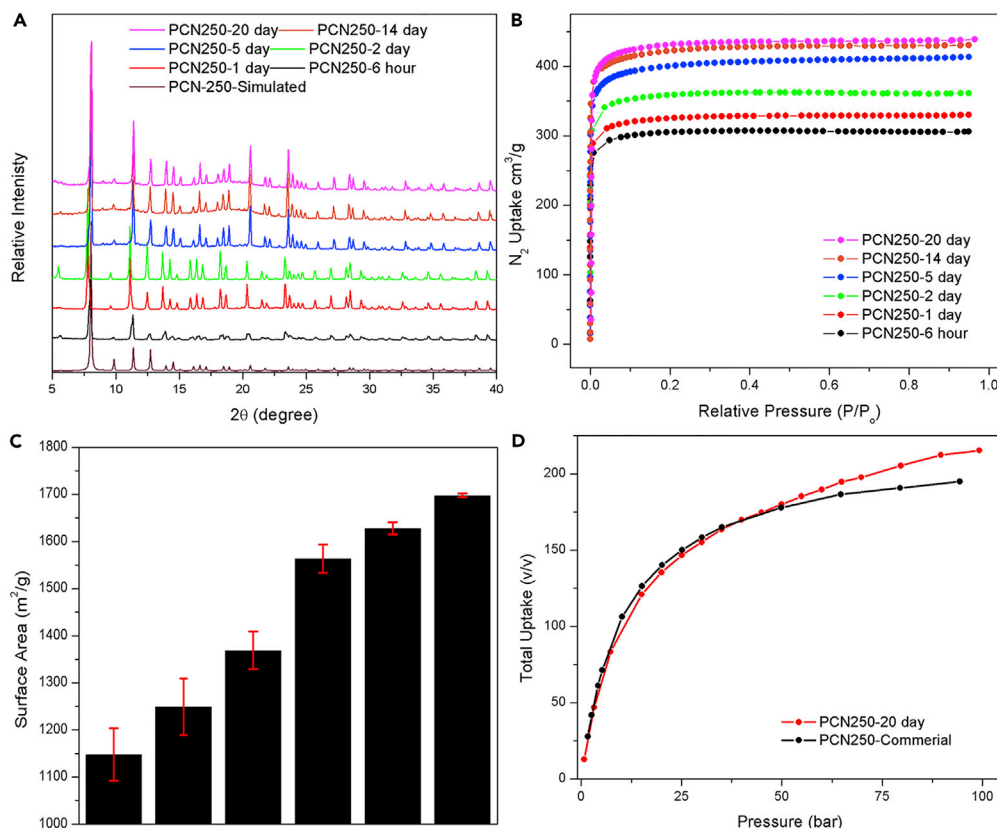 A
PCN250-20 day PCN250-14 day
PCN250-5 day PCN250-2 day
PCN250-1 day PCN250-6 hour
PCN-250-Simulated
Relative Intenisty
5 10 15 20 25 30 35 40
2θ (degree)
B
400
300
200
100
0
N₂ Uptake cm³/g
PCN250-20 day
PCN250-14 day
PCN250-5 day
PCN250-2 day
PCN250-1 day
PCN250-6 hour
0.0 0.2 0.4 0.6 0.8 1.0
Relative Pressure (P/Pₒ)
C
1800
1700
1600
1500
1400
1300
1200
1100
1000
Surface Area (m²/g)
D
200
150
100
50
0
Total Uptake (v/v)
PCN250-20 day
PCN250-Commerial
0 25 50 75 100
Pressure (bar)